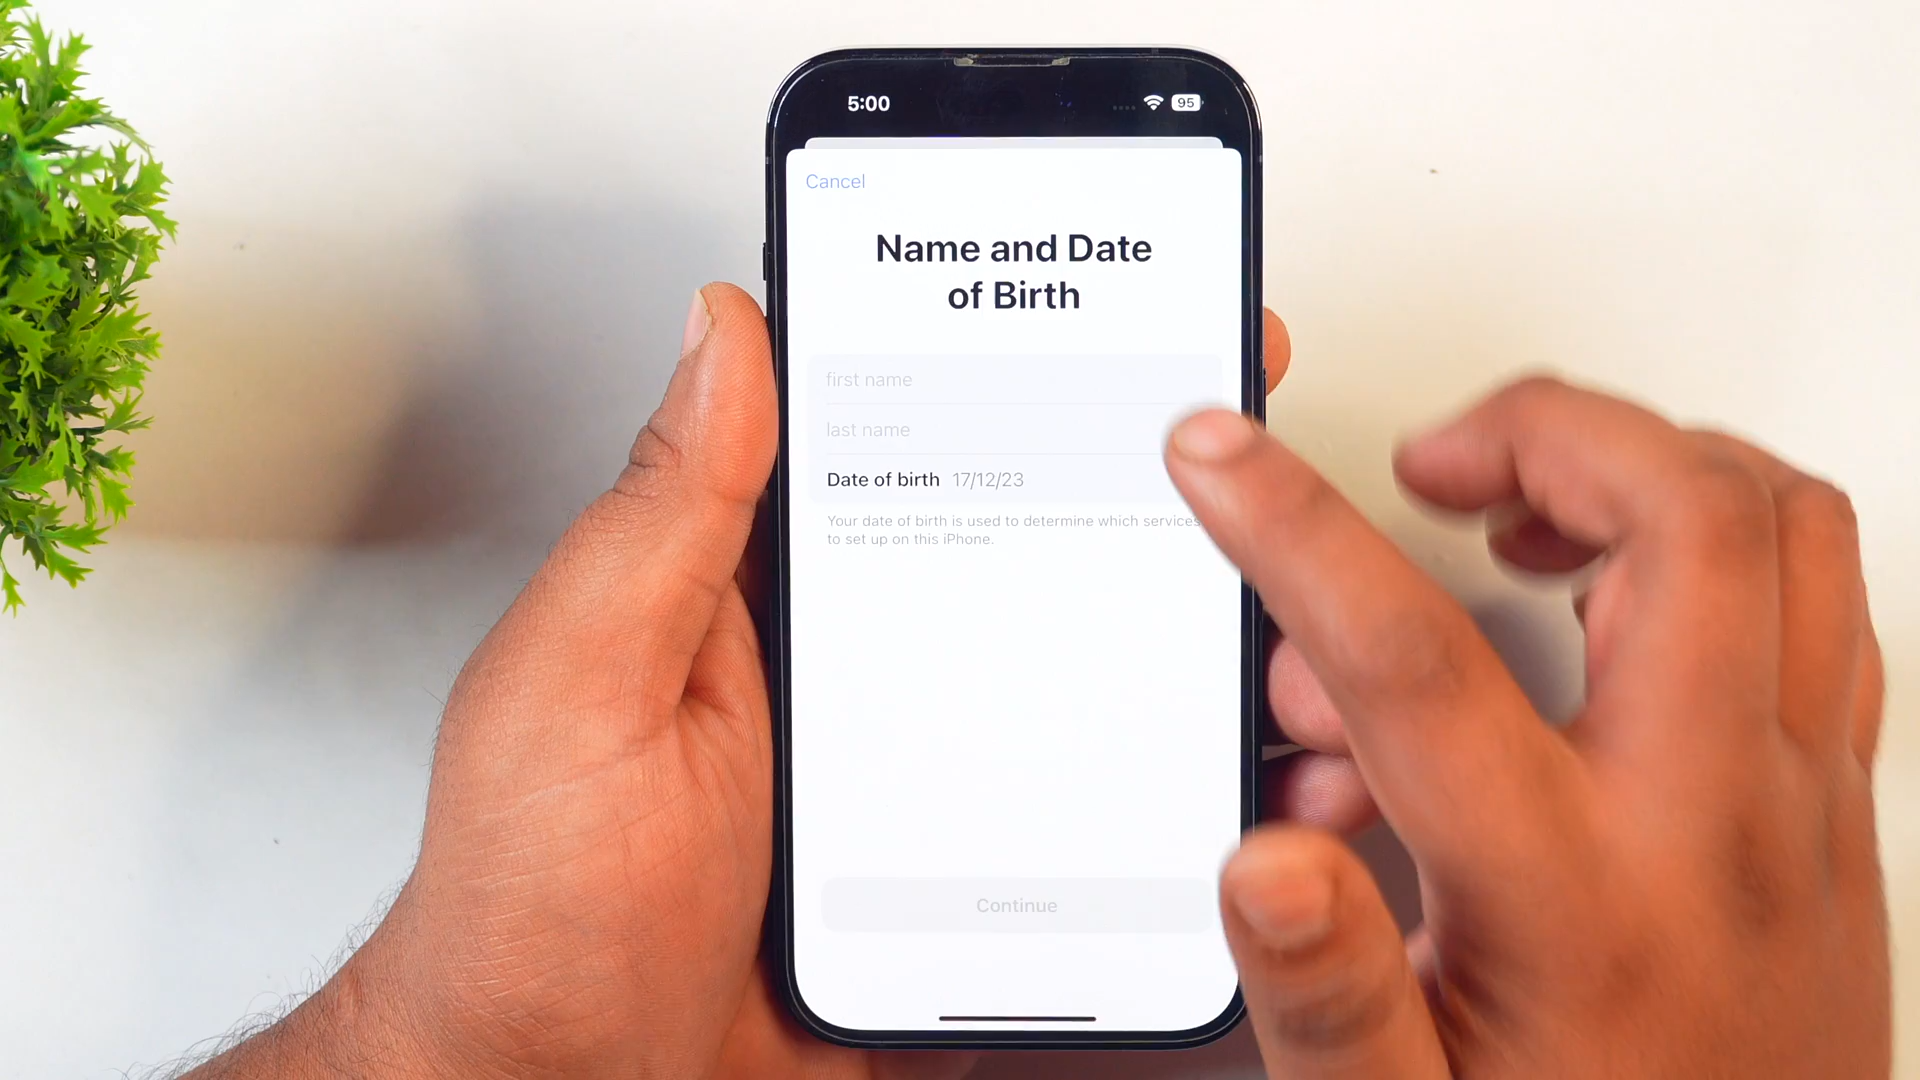 5:00
95
Cancel
Name and Date
of Birth
first name
last name
Date of birth 17/12/23
Your date of birth is used to determine which services
to set up on this iPhone.
Continue